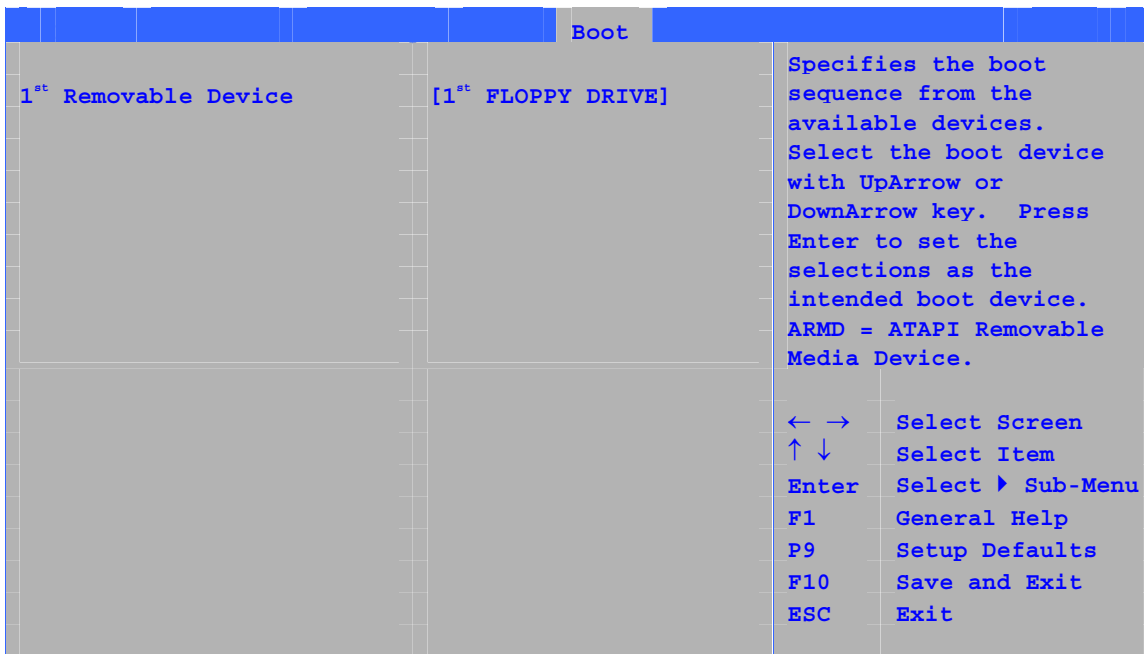 Boot
1st Removable Device [1st FLOPPY DRIVE]
Specifies the boot
sequence from the
available devices.
Select the boot device
with UpArrow or
DownArrow key. Press
Enter to set the
selections as the
intended boot device.
ARMD = ATAPI Removable
Media Device.
← → Select Screen
↑ ↓ Select Item
Enter Select ▶ Sub-Menu
F1 General Help
P9 Setup Defaults
F10 Save and Exit
ESC Exit